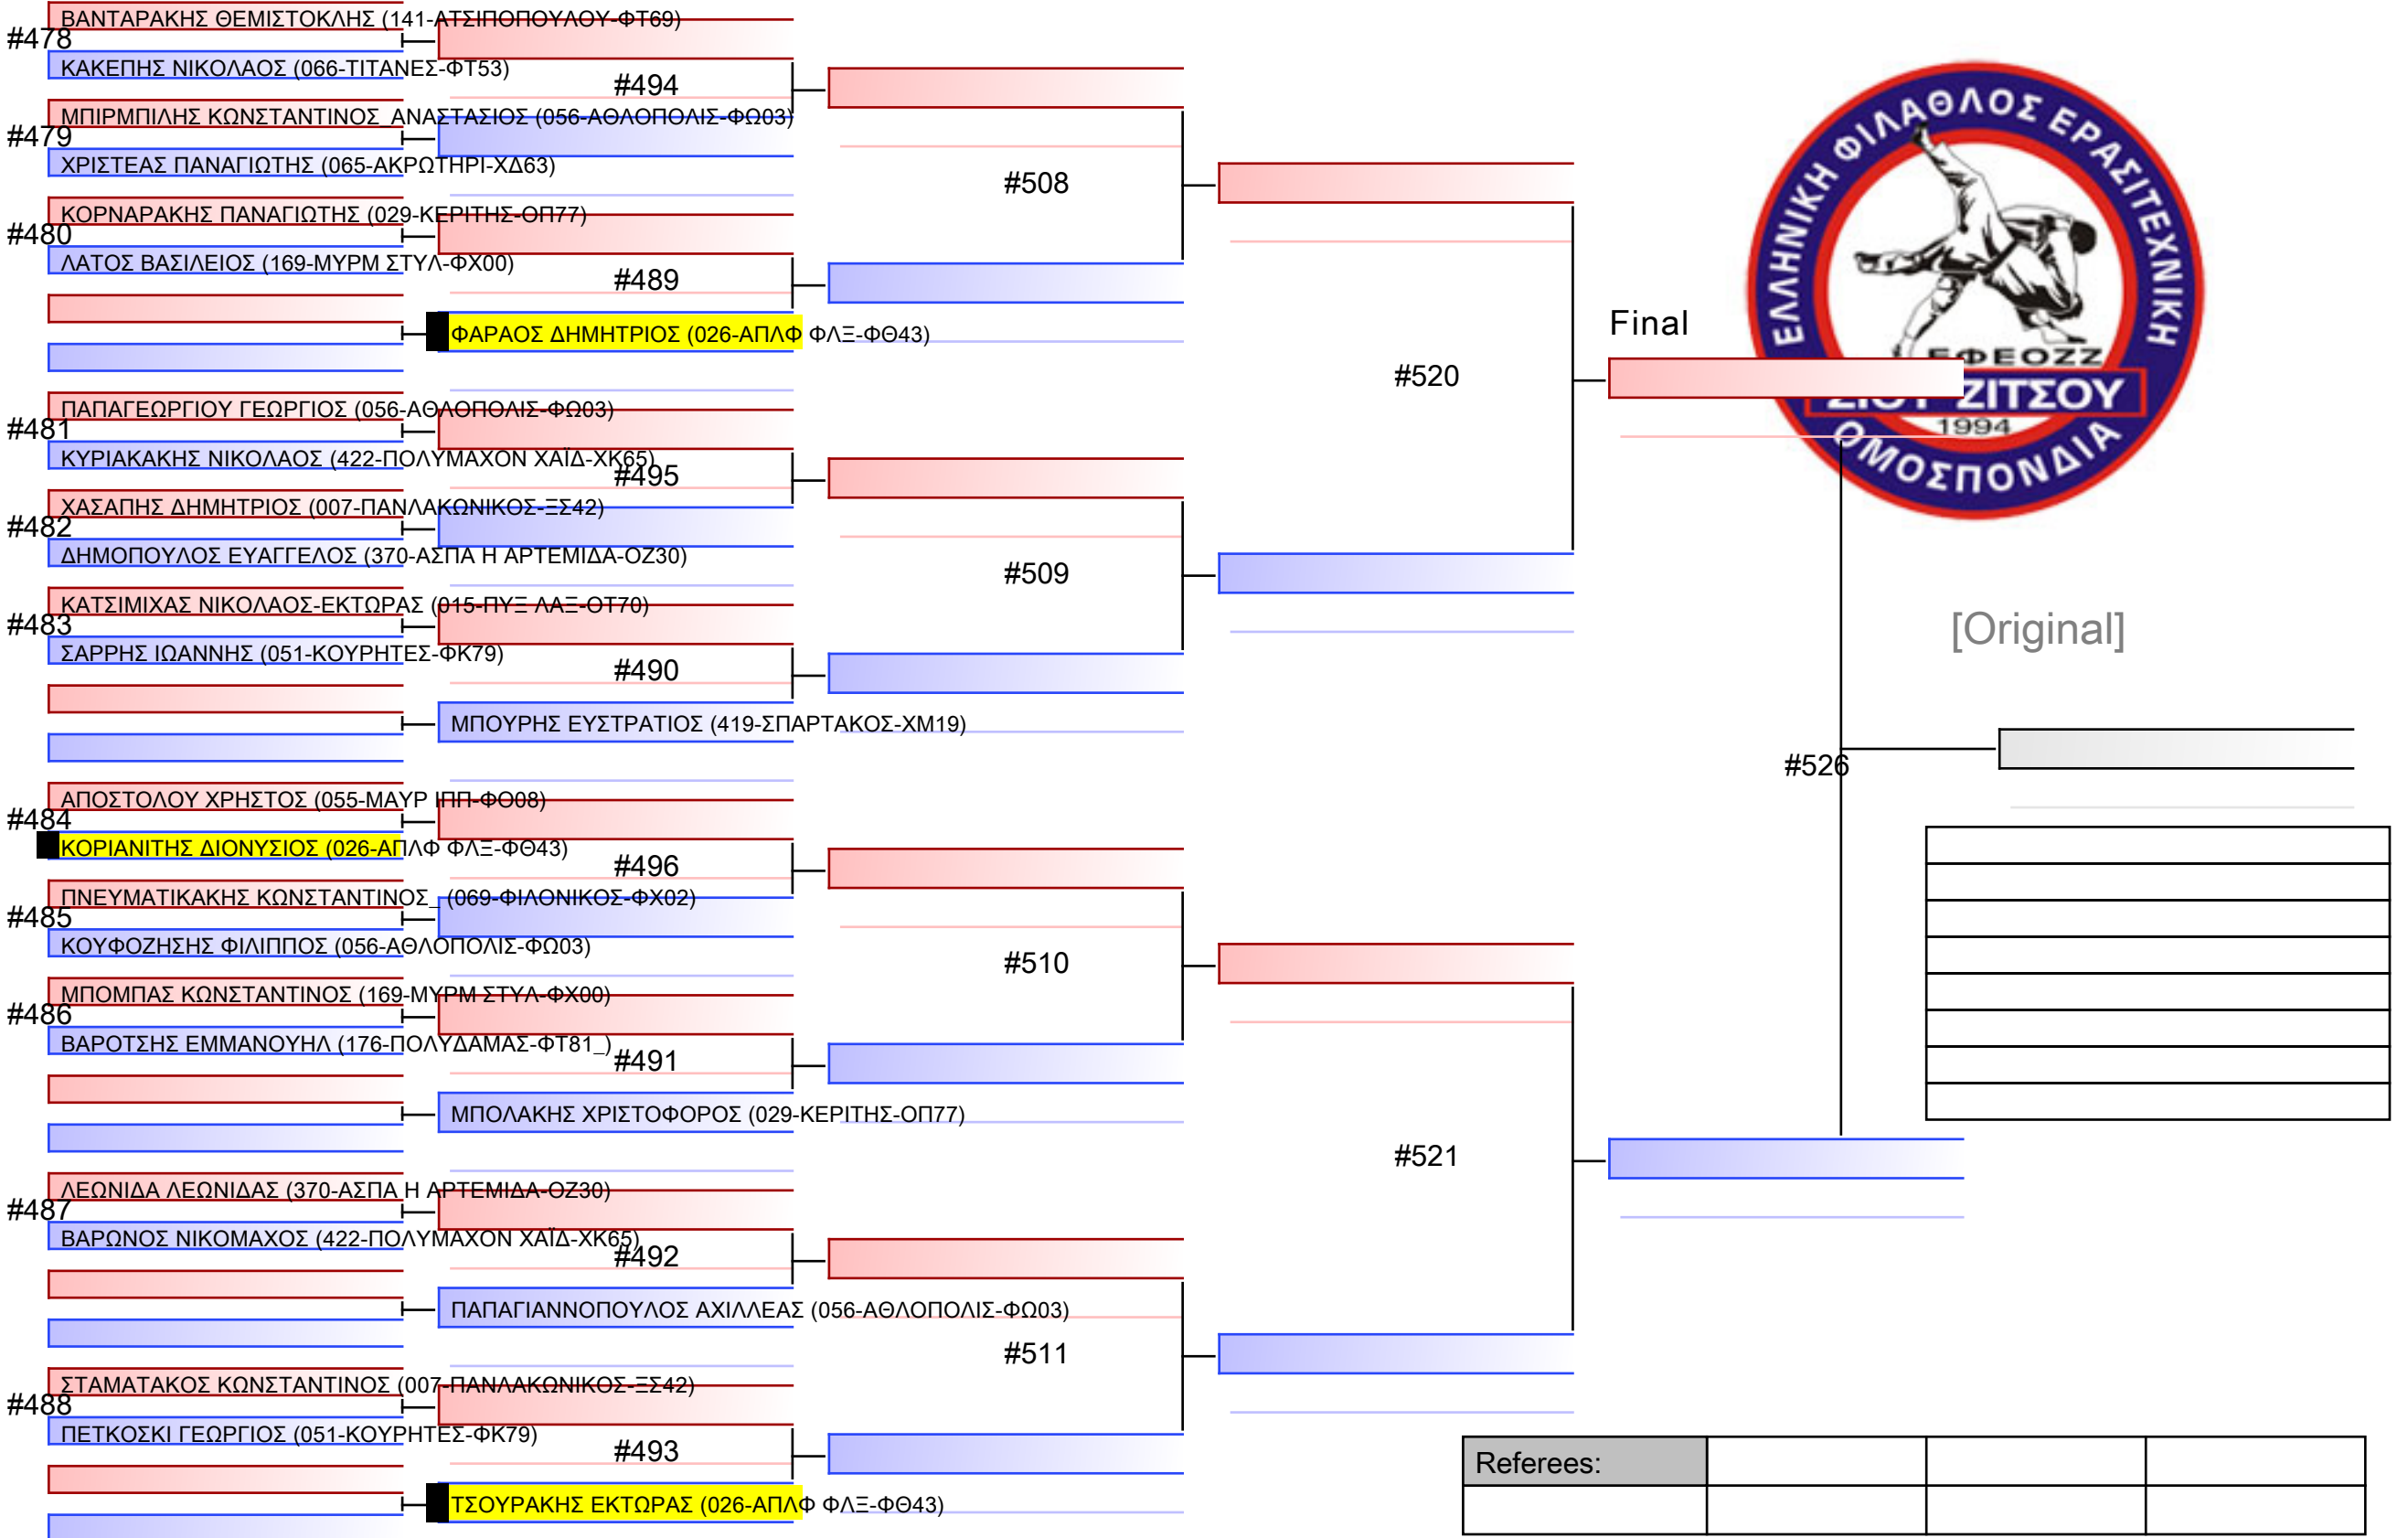 ΒΑΝΤΑΡΑΚΗΣ ΘΕΜΙΣΤΟΚΛΗΣ (141-ΑΤΣΙΠΟΠΟΥΛΟΥ-ΦΤ69)
#478
ΚΑΚΕΠΗΣ ΝΙΚΟΛΑΟΣ (066-ΤΙΤΑΝΕΣ-ΦΤ53)
#494
ΜΠΙΡΜΠΙΛΗΣ ΚΩΝΣΤΑΝΤΙΝΟΣ_ΑΝΑΣΤΑΣΙΟΣ (056-ΑΘΛΟΠΟΛΙΣ-ΦΩ03)
#479
ΧΡΙΣΤΕΑΣ ΠΑΝΑΓΙΩΤΗΣ (065-ΑΚΡΩΤΗΡΙ-ΧΔ63)
#508
ΚΟΡΝΑΡΑΚΗΣ ΠΑΝΑΓΙΩΤΗΣ (029-ΚΕΡΙΤΗΣ-ΟΠ77)
#480
ΛΑΤΟΣ ΒΑΣΙΛΕΙΟΣ (169-ΜΥΡΜ ΣΤΥΛ-ΦΧ00)
#489
ΦΑΡΑΟΣ ΔΗΜΗΤΡΙΟΣ (026-ΑΠΛΦ ΦΛΞ-ΦΘ43)
#520
Final
ΕΛΛΗΝΙΚΗ ΦΙΛΑΘΛΟΣ ΕΡΑΣΙΤΕΧΝΙΚΗ
ΕΦΕΟΖΖ
ΖΙΟΥ ΖΙΤΣΟΥ
1994
ΟΜΟΣΠΟΝΔΙΑ
ΠΑΠΑΓΕΩΡΓΙΟΥ ΓΕΩΡΓΙΟΣ (056-ΑΘΛΟΠΟΛΙΣ-ΦΩ03)
#481
ΚΥΡΙΑΚΑΚΗΣ ΝΙΚΟΛΑΟΣ (422-ΠΟΛΥΜΑΧΟΝ ΧΑΪΔ-ΧΚ65)
#495
ΧΑΣΑΠΗΣ ΔΗΜΗΤΡΙΟΣ (007-ΠΑΝΛΑΚΩΝΙΚΟΣ-ΞΣ42)
#482
ΔΗΜΟΠΟΥΛΟΣ ΕΥΑΓΓΕΛΟΣ (370-ΑΣΠΑ Η ΑΡΤΕΜΙΔΑ-ΟΖ30)
#509
ΚΑΤΣΙΜΙΧΑΣ ΝΙΚΟΛΑΟΣ-ΕΚΤΩΡΑΣ (015-ΠΥΞ ΛΑΞ-ΟΤ70)
#483
[Original]
ΣΑΡΡΗΣ ΙΩΑΝΝΗΣ (051-ΚΟΥΡΗΤΕΣ-ΦΚ79)
#490
ΜΠΟΥΡΗΣ ΕΥΣΤΡΑΤΙΟΣ (419-ΣΠΑΡΤΑΚΟΣ-ΧΜ19)
#526
ΑΠΟΣΤΟΛΟΥ ΧΡΗΣΤΟΣ (055-ΜΑΥΡ ΙΠΠ-ΦΟ08)
#484
ΚΟΡΙΑΝΙΤΗΣ ΔΙΟΝΥΣΙΟΣ (026-ΑΠΛΦ ΦΛΞ-ΦΘ43)
#496
ΠΝΕΥΜΑΤΙΚΑΚΗΣ ΚΩΝΣΤΑΝΤΙΝΟΣ_ (069-ΦΙΛΟΝΙΚΟΣ-ΦΧ02)
#485
ΚΟΥΦΟΖΗΣΗΣ ΦΙΛΙΠΠΟΣ (056-ΑΘΛΟΠΟΛΙΣ-ΦΩ03)
#510
ΜΠΟΜΠΑΣ ΚΩΝΣΤΑΝΤΙΝΟΣ (169-ΜΥΡΜ ΣΤΥΛ-ΦΧ00)
#486
ΒΑΡΟΤΣΗΣ ΕΜΜΑΝΟΥΗΛ (176-ΠΟΛΥΔΑΜΑΣ-ΦΤ81_)
#491
ΜΠΟΛΑΚΗΣ ΧΡΙΣΤΟΦΟΡΟΣ (029-ΚΕΡΙΤΗΣ-ΟΠ77)
#521
ΛΕΩΝΙΔΑ ΛΕΩΝΙΔΑΣ (370-ΑΣΠΑ Η ΑΡΤΕΜΙΔΑ-ΟΖ30)
#487
ΒΑΡΩΝΟΣ ΝΙΚΟΜΑΧΟΣ (422-ΠΟΛΥΜΑΧΟΝ ΧΑΪΔ-ΧΚ65)
#492
ΠΑΠΑΓΙΑΝΝΟΠΟΥΛΟΣ ΑΧΙΛΛΕΑΣ (056-ΑΘΛΟΠΟΛΙΣ-ΦΩ03)
#511
ΣΤΑΜΑΤΑΚΟΣ ΚΩΝΣΤΑΝΤΙΝΟΣ (007-ΠΑΝΛΑΚΩΝΙΚΟΣ-ΞΣ42)
#488
ΠΕΤΚΟΣΚΙ ΓΕΩΡΓΙΟΣ (051-ΚΟΥΡΗΤΕΣ-ΦΚ79)
#493
Referees:
ΤΣΟΥΡΑΚΗΣ ΕΚΤΩΡΑΣ (026-ΑΠΛΦ ΦΛΞ-ΦΘ43)